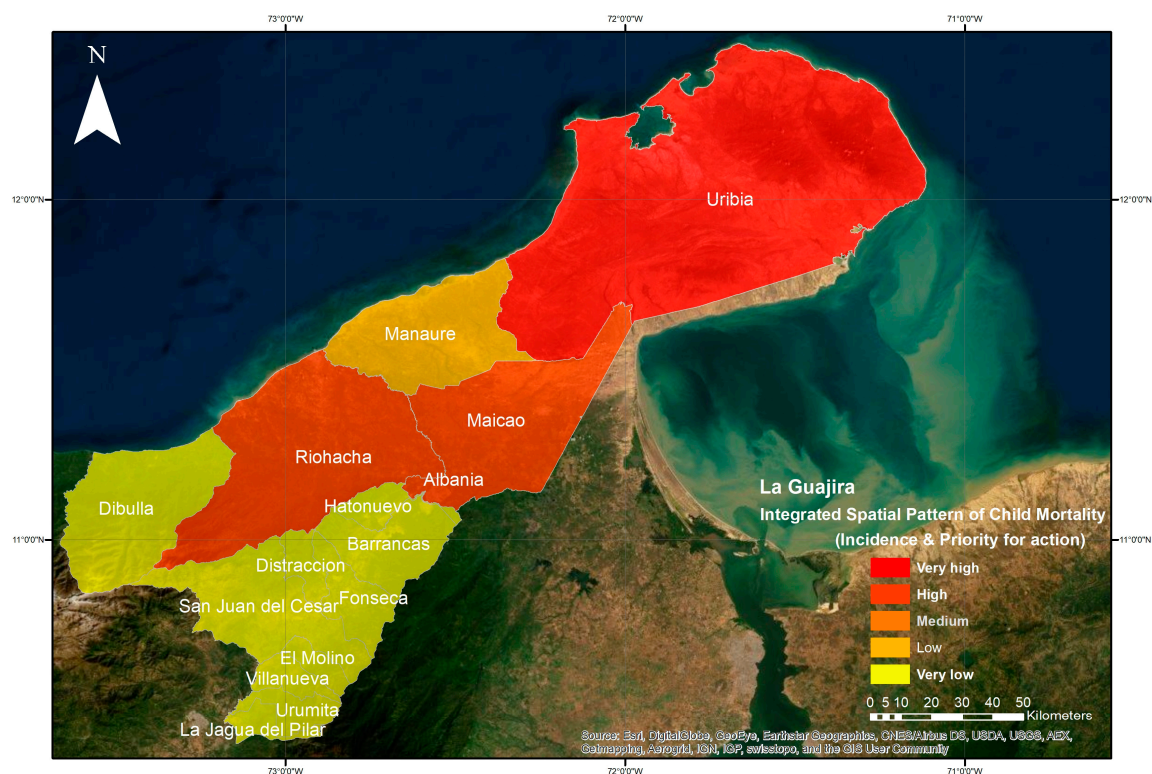 73°0'0"W
72°0'0"W
71°0'0"W
N
12°0'0"N
12°0'0"N
Uribia
Manaure
Maicao
Riohacha
Albania
Hatonuevo
Dibulla
Barrancas
Distraccion
Fonseca
San Juan del Cesar
El Molino
Villanueva
Urumita
La Jagua del Pilar
11°0'0"N
11°0'0"N
La Guajira
Integrated Spatial Pattern of Child Mortality
(Incidence & Priority for action)
Very high
High
Medium
Low
Very low
0 5 10 20 30 40 50
Kilometers
Source: Esri, DigitalGlobe, GeoEye, Earthstar Geographics, CNES/Airbus DS, USDA, USGS, AEX,
Getmapping, Aerogrid, IGN, IGP, swisstopo, and the GIS User Community
73°0'0"W
72°0'0"W
71°0'0"W